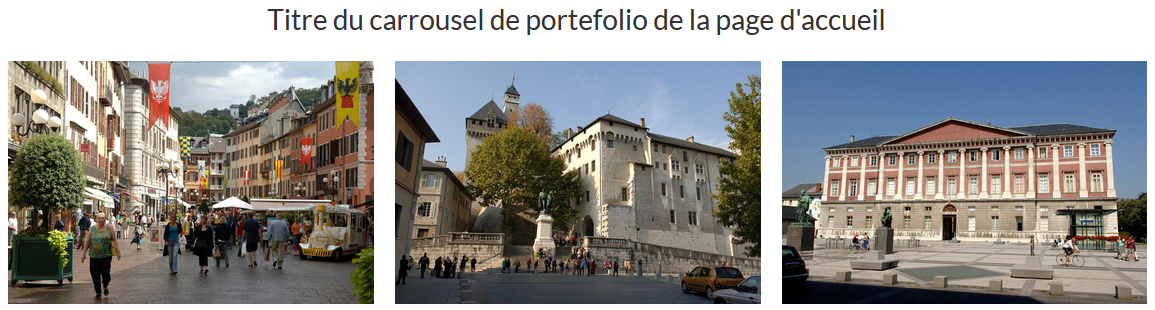 Titre du carrousel de portefolio de la page d'accueil